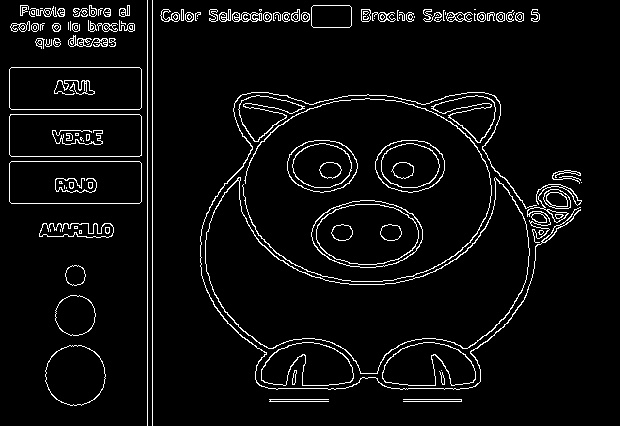 Parate sobre el
color o la brocha
que desees
Color Seleccionado
Brocha Seleccionada 5
AZUL
VERDE
ROJO
AMARILLO